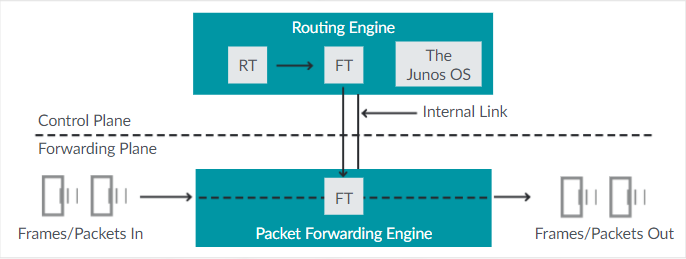 Routing Engine
RT
FT
The
Junos OS
Internal Link
Control Plane
Forwarding Plane
FT
Frames/Packets In
Packet Forwarding Engine
Frames/Packets Out